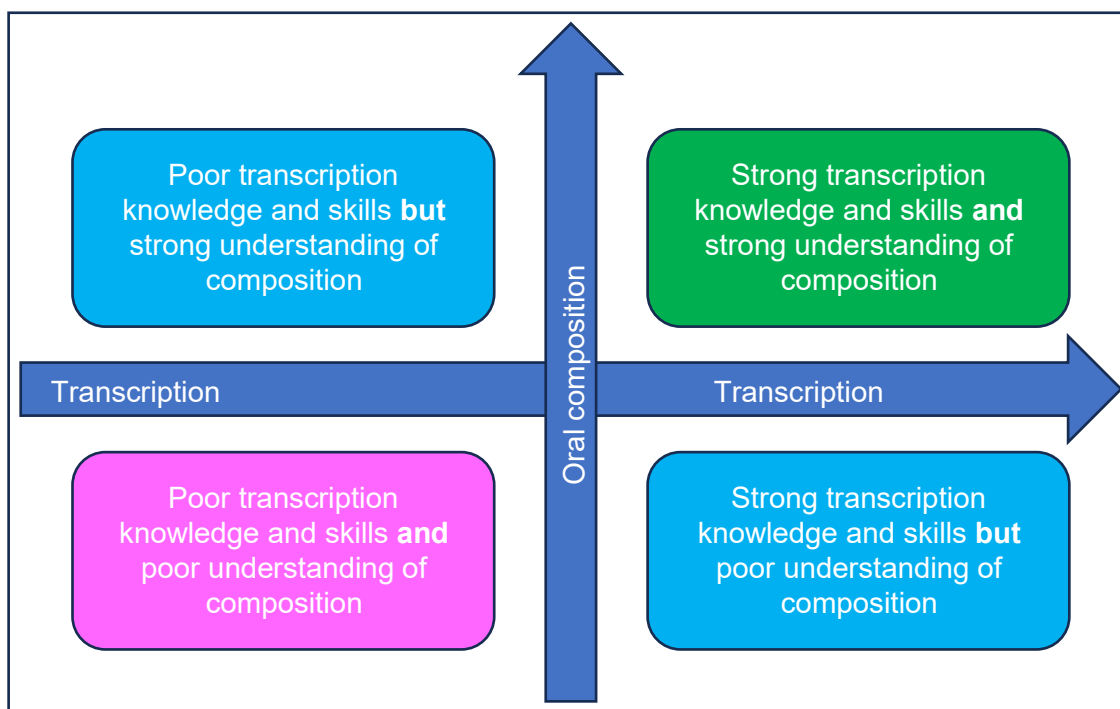 Poor transcription
knowledge and skills but
strong understanding of
composition
Strong transcription
knowledge and skills and
strong understanding of
composition
Transcription
Oral composition
Transcription
Poor transcription
knowledge and skills and
poor understanding of
composition
Strong transcription
knowledge and skills but
poor understanding of
composition